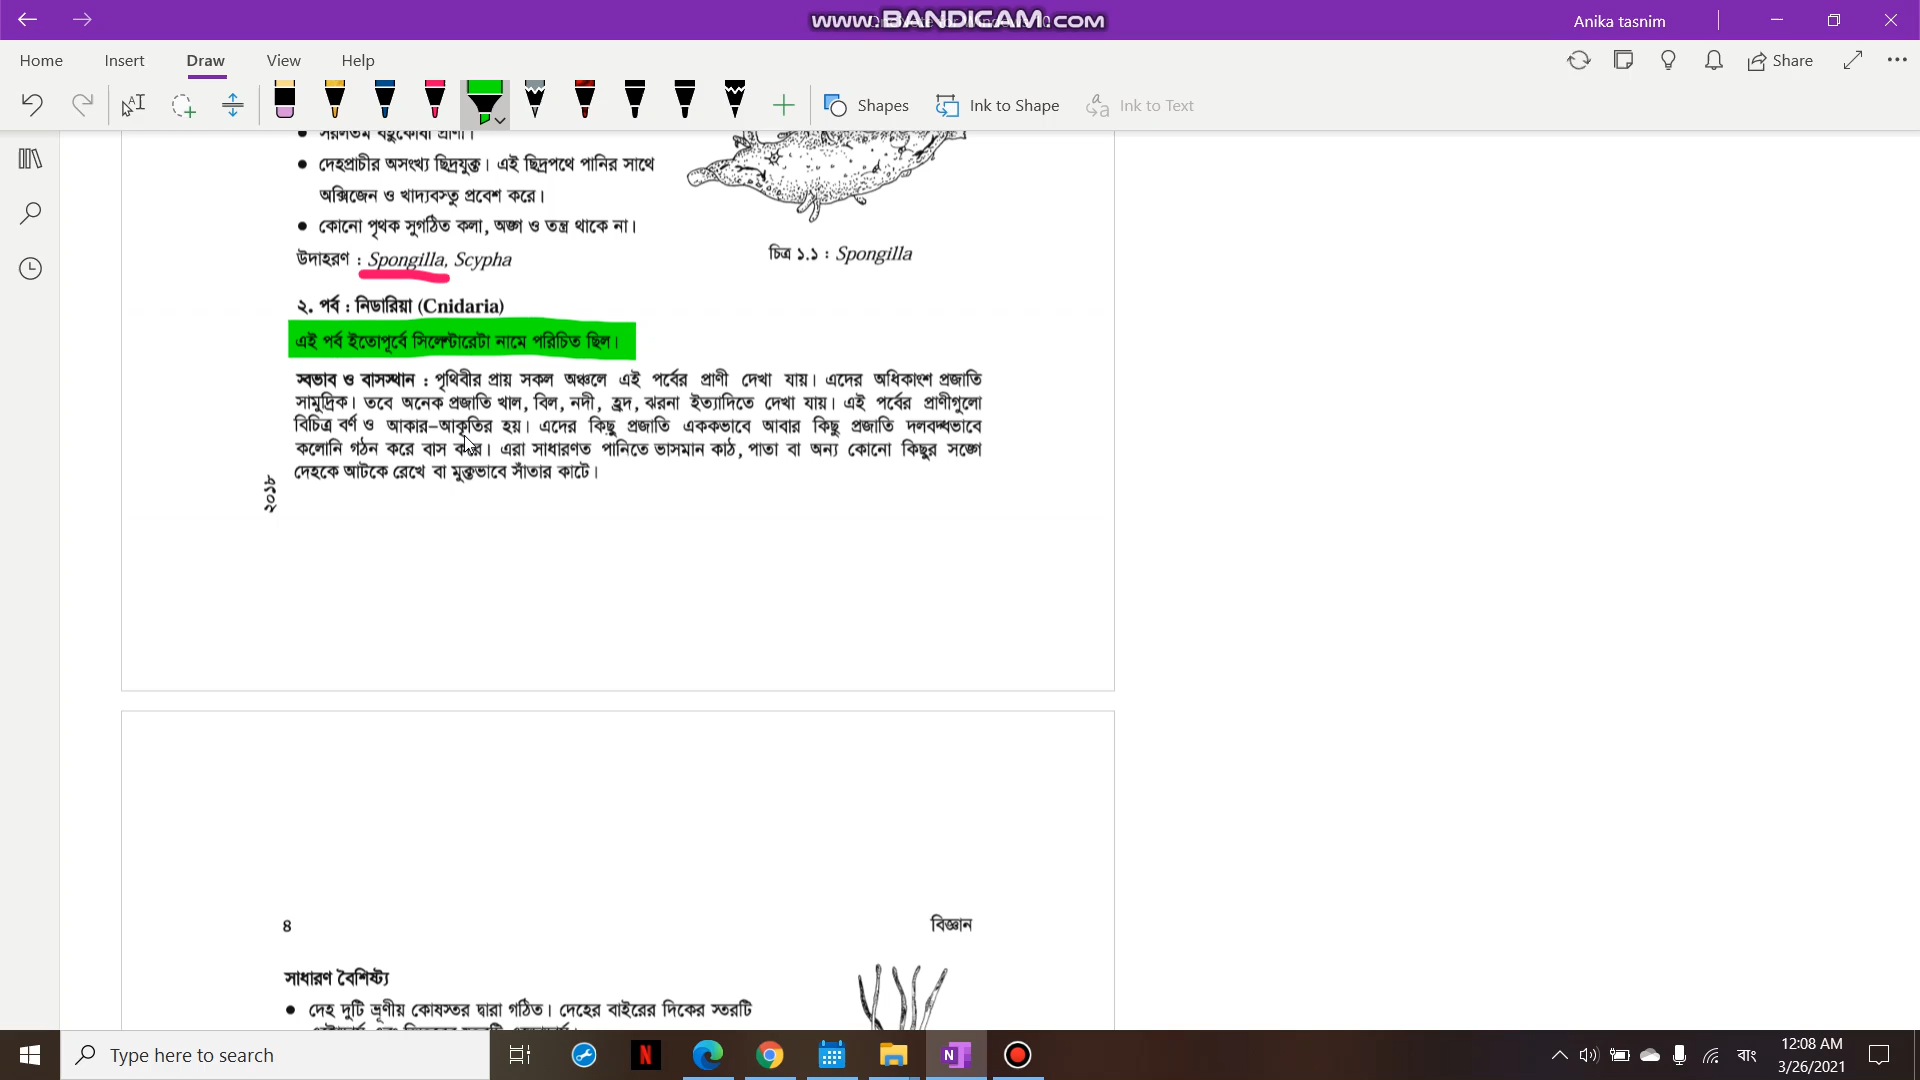 www.BANDICAM.com
Anika tasnim
Home Insert Draw View Help
Share
Shapes Ink to Shape Ink to Text
সরলতম বহুকোষী প্রাণী।
দেহপ্রাচীর অসংখ্য ছিদ্রযুক্ত। এই ছিদ্রপথে পানির সাথে
অক্সিজেন ও খাদ্যবস্তু প্রবেশ করে।
কোনো পৃথক সুগঠিত কলা, অঙ্গ ও তন্ত্র থাকে না।
উদাহরণ : Spongilla, Scypha
চিত্র ১.১ : Spongilla
২. পর্ব : নিডারিয়া (Cnidaria)
এই পর্ব ইতোপূর্বে সিলেন্টারেটা নামে পরিচিত ছিল।
স্বভাব ও বাসস্থান : পৃথিবীর প্রায় সকল অঞ্চলে এই পর্বের প্রাণী দেখা যায়। এদের অধিকাংশ প্রজাতি
সামুদ্রিক। তবে অনেক প্রজাতি খাল, বিল, নদী, হ্রদ, ঝরনা ইত্যাদিতে দেখা যায়। এই পর্বের প্রাণীগুলো
বিচিত্র বর্ণ ও আকার-আকৃতির হয়। এদের কিছু প্রজাতি এককভাবে আবার কিছু প্রজাতি দলবদ্ধভাবে
কলোনি গঠন করে বাস করে। এরা সাধারণত পানিতে ভাসমান কাঠ, পাতা বা অন্য কোনো কিছুর সঙ্গে
দেহকে আটকে রেখে বা মুক্তভাবে সাঁতার কাটে।
২০১৮
৪
বিজ্ঞান
সাধারণ বৈশিষ্ট্য
দেহ দুটি ভ্রূণীয় কোষস্তর দ্বারা গঠিত। দেহের বাইরের দিকের স্তরটি
Type here to search
বাং
12:08 AM
3/26/2021